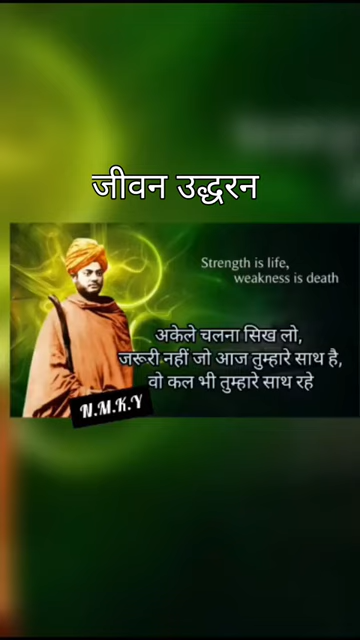 जीवन उद्धरन
Strength is life,
weakness is death
अकेले चलना सिख लो,
जरूरी नहीं जो आज तुम्हारे साथ है,
वो कल भी तुम्हारे साथ रहे
N.M.K.Y